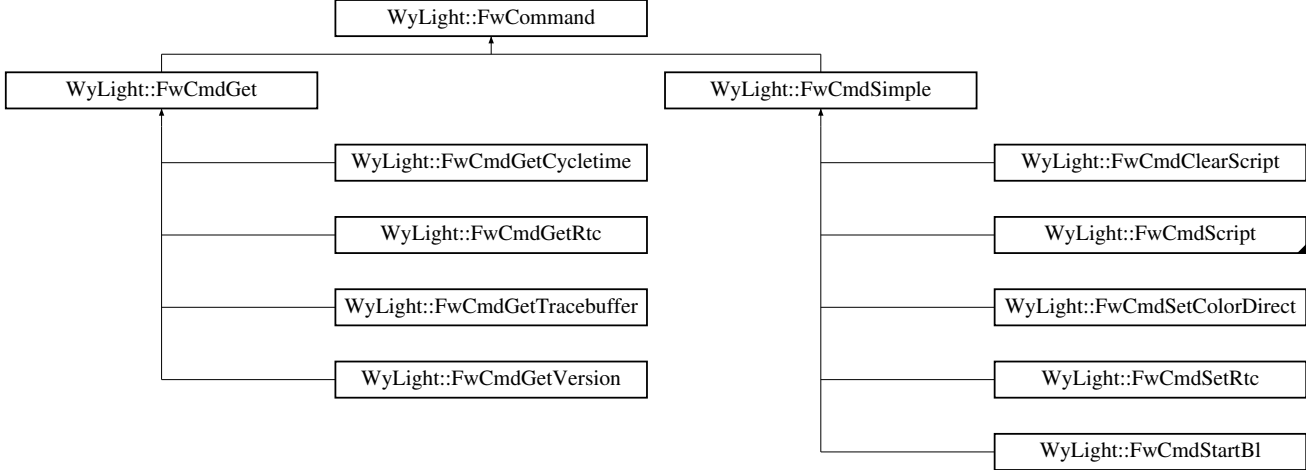 WyLight::FwCommand
WyLight::FwCmdGet
WyLight::FwCmdSimple
WyLight::FwCmdGetCycletime
WyLight::FwCmdClearScript
WyLight::FwCmdGetRtc
WyLight::FwCmdScript
WyLight::FwCmdGetTracebuffer
WyLight::FwCmdSetColorDirect
WyLight::FwCmdGetVersion
WyLight::FwCmdSetRtc
WyLight::FwCmdStartBl